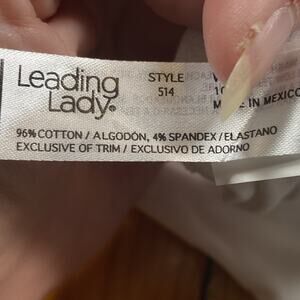 Leading
Lady®
STYLE
514
MADE IN MEXICO
96% COTTON / ALGODÓN, 4% SPANDEX / ELASTANO
EXCLUSIVE OF TRIM / EXCLUSIVO DE ADORNO